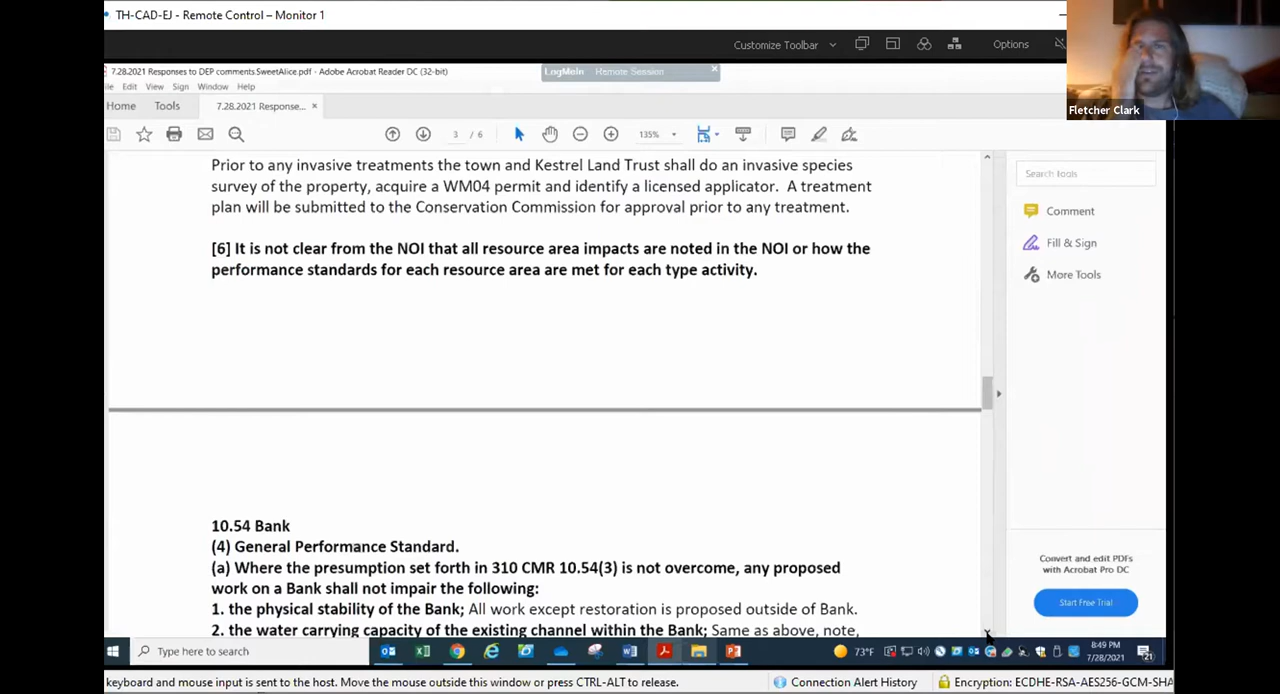 TH-CAD-EJ - Remote Control – Monitor 1
Customize Toolbar
Options
Fletcher Clark
7.28.2021 Responses to DEP comments.SweetAlice.pdf - Adobe Acrobat Reader DC (32-bit)
LogMeIn Remote Session
Edit View Sign Window Help
Home Tools 7.28.2021 Response... ×
3 / 6
135%
Prior to any invasive treatments the town and Kestrel Land Trust shall do an invasive species
survey of the property, acquire a WM04 permit and identify a licensed applicator. A treatment
plan will be submitted to the Conservation Commission for approval prior to any treatment.
[6] It is not clear from the NOI that all resource area impacts are noted in the NOI or how the
performance standards for each resource area are met for each type activity.
10.54 Bank
(4) General Performance Standard.
(a) Where the presumption set forth in 310 CMR 10.54(3) is not overcome, any proposed
work on a Bank shall not impair the following:
1. the physical stability of the Bank; All work except restoration is proposed outside of Bank.
2. the water carrying capacity of the existing channel within the Bank; Same as above, note,
Search tools
Comment
Fill & Sign
More Tools
Convert and edit PDFs
with Acrobat Pro DC
Start Free Trial
Type here to search
73°F
8:49 PM
7/28/2021
21
keyboard and mouse input is sent to the host. Move the mouse outside this window or press CTRL-ALT to release.
Connection Alert History
Encryption: ECDHE-RSA-AES256-GCM-SHA